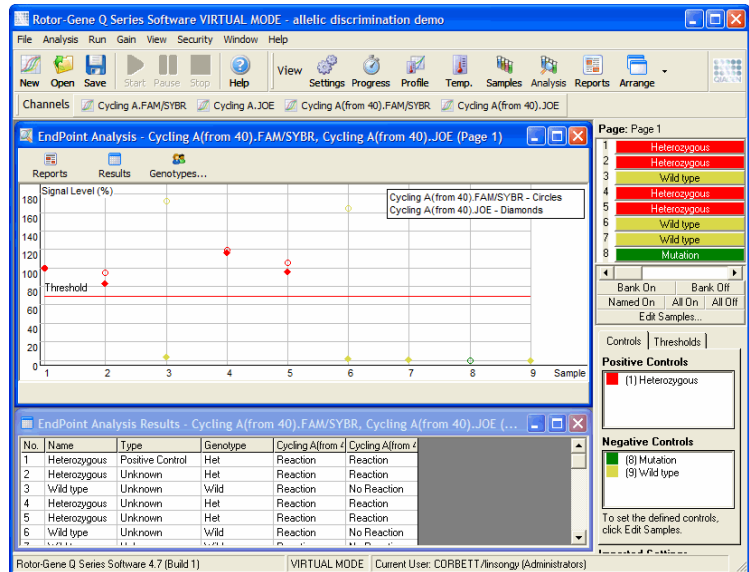 Rotor-Gene Q Series Software VIRTUAL MODE - allelic discrimination demo
File Analysis Run Gain View Security Window Help
New Open Save Start Pause Stop Help View Settings Progress Profile Temp. Samples Analysis Reports Arrange
Channels Cycling A.FAM/SYBR Cycling A.JOE Cycling A(from 40).FAM/SYBR Cycling A(from 40).JOE
EndPoint Analysis - Cycling A(from 40).FAM/SYBR, Cycling A(from 40).JOE (Page 1)
Reports Results Genotypes...
Signal Level (%)
Cycling A(from 40).FAM/SYBR - Circles
Cycling A(from 40).JOE - Diamonds
180
160
140
120
100
80
60
40
20
0
Threshold
1 2 3 4 5 6 7 8 9 Sample
EndPoint Analysis Results - Cycling A(from 40).FAM/SYBR, Cycling A(from 40).JOE (...
No. Name Type Genotype Cycling A(from 4 Cycling A(from 4
1 Heterozygous Positive Control Het Reaction Reaction
2 Heterozygous Unknown Het Reaction Reaction
3 Wild type Unknown Wild Reaction No Reaction
4 Heterozygous Unknown Het Reaction Reaction
5 Heterozygous Unknown Het Reaction Reaction
6 Wild type Unknown Wild Reaction No Reaction
Page: Page 1
1 Heterozygous
2 Heterozygous
3 Wild type
4 Heterozygous
5 Heterozygous
6 Wild type
7 Wild type
8 Mutation
Bank On Bank Off
Named On All On All Off
Edit Samples...
Controls Thresholds
Positive Controls
(1) Heterozygous
Negative Controls
(8) Mutation
(9) Wild type
To set the defined controls,
click Edit Samples.
Rotor-Gene Q Series Software 4.7 (Build 1) VIRTUAL MODE Current User: CORBETT/linsongy (Administrators)